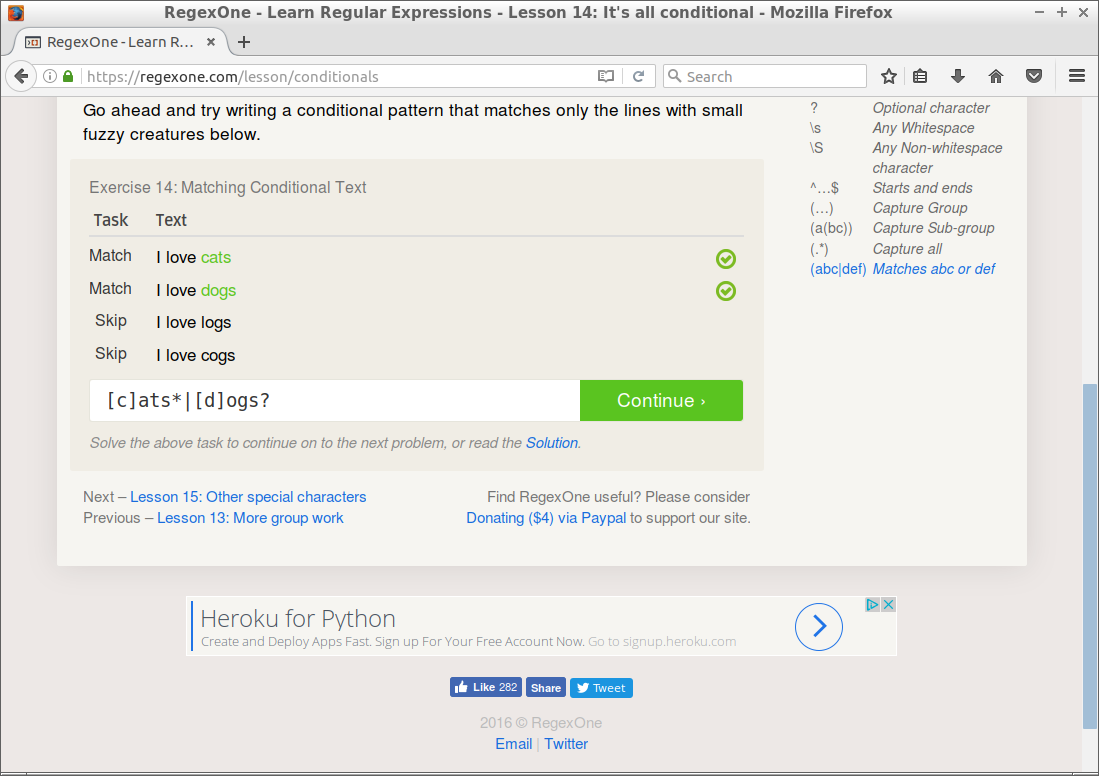 RegexOne - Learn Regular Expressions - Lesson 14: It's all conditional - Mozilla Firefox
RegexOne - Learn R...
https://regexone.com/lesson/conditionals
Search
Go ahead and try writing a conditional pattern that matches only the lines with small
fuzzy creatures below.
Exercise 14: Matching Conditional Text
Task Text
Match I love cats
Match I love dogs
Skip I love logs
Skip I love cogs
[c]ats*|[d]ogs?
Continue ›
Solve the above task to continue on to the next problem, or read the Solution.
Next – Lesson 15: Other special characters
Previous – Lesson 13: More group work
Find RegexOne useful? Please consider
Donating ($4) via Paypal to support our site.
? Optional character
\s Any Whitespace
\S Any Non-whitespace
character
^…$ Starts and ends
(…) Capture Group
(a(bc)) Capture Sub-group
(.*) Capture all
(abc|def) Matches abc or def
Heroku for Python
Create and Deploy Apps Fast. Sign up For Your Free Account Now. Go to signup.heroku.com
Like 282 Share Tweet
2016 © RegexOne
Email | Twitter